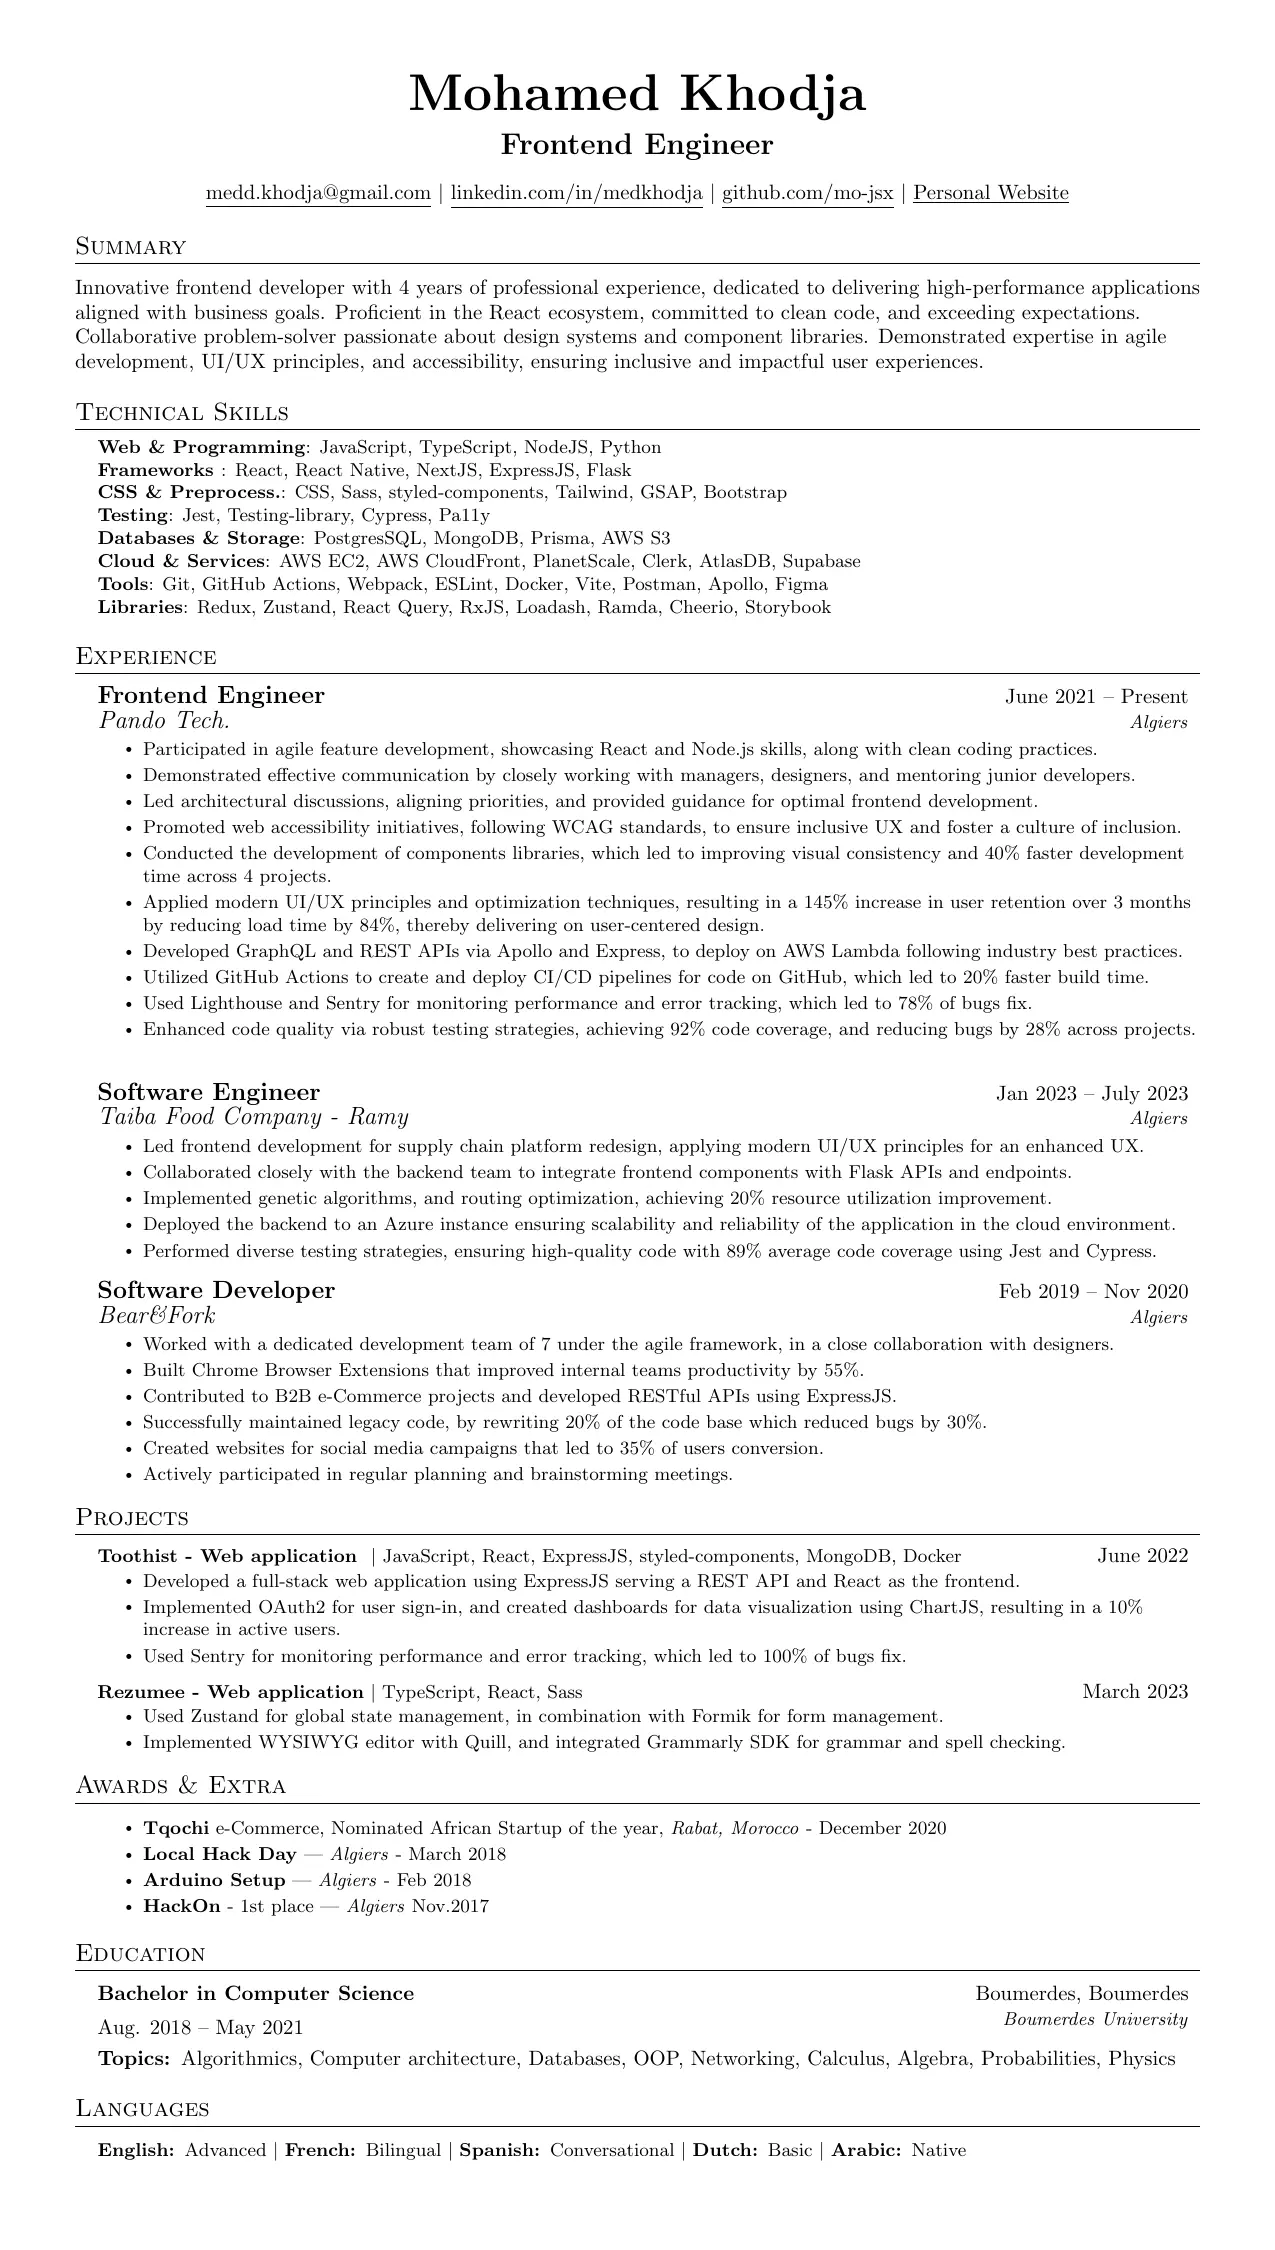 Mohamed Khodja
Frontend Engineer
medd.khodja@gmail.com | linkedin.com/in/medkhodja | github.com/mo-jsx | Personal Website
Summary
Innovative frontend developer with 4 years of professional experience, dedicated to delivering high-performance applications
aligned with business goals. Proficient in the React ecosystem, committed to clean code, and exceeding expectations.
Collaborative problem-solver passionate about design systems and component libraries. Demonstrated expertise in agile
development, UI/UX principles, and accessibility, ensuring inclusive and impactful user experiences.
Technical Skills
Web & Programming: JavaScript, TypeScript, NodeJS, Python
Frameworks : React, React Native, NextJS, ExpressJS, Flask
CSS & Preprocess.: CSS, Sass, styled-components, Tailwind, GSAP, Bootstrap
Testing: Jest, Testing-library, Cypress, Pa11y
Databases & Storage: PostgresSQL, MongoDB, Prisma, AWS S3
Cloud & Services: AWS EC2, AWS CloudFront, PlanetScale, Clerk, AtlasDB, Supabase
Tools: Git, GitHub Actions, Webpack, ESLint, Docker, Vite, Postman, Apollo, Figma
Libraries: Redux, Zustand, React Query, RxJS, Loadash, Ramda, Cheerio, Storybook
Experience
Frontend Engineer June 2021 – Present
Pando Tech. Algiers
• Participated in agile feature development, showcasing React and Node.js skills, along with clean coding practices.
• Demonstrated effective communication by closely working with managers, designers, and mentoring junior developers.
• Led architectural discussions, aligning priorities, and provided guidance for optimal frontend development.
• Promoted web accessibility initiatives, following WCAG standards, to ensure inclusive UX and foster a culture of inclusion.
• Conducted the development of components libraries, which led to improving visual consistency and 40% faster development
time across 4 projects.
• Applied modern UI/UX principles and optimization techniques, resulting in a 145% increase in user retention over 3 months
by reducing load time by 84%, thereby delivering on user-centered design.
• Developed GraphQL and REST APIs via Apollo and Express, to deploy on AWS Lambda following industry best practices.
• Utilized GitHub Actions to create and deploy CI/CD pipelines for code on GitHub, which led to 20% faster build time.
• Used Lighthouse and Sentry for monitoring performance and error tracking, which led to 78% of bugs fix.
• Enhanced code quality via robust testing strategies, achieving 92% code coverage, and reducing bugs by 28% across projects.
Software Engineer Jan 2023 – July 2023
Taiba Food Company - Ramy Algiers
• Led frontend development for supply chain platform redesign, applying modern UI/UX principles for an enhanced UX.
• Collaborated closely with the backend team to integrate frontend components with Flask APIs and endpoints.
• Implemented genetic algorithms, and routing optimization, achieving 20% resource utilization improvement.
• Deployed the backend to an Azure instance ensuring scalability and reliability of the application in the cloud environment.
• Performed diverse testing strategies, ensuring high-quality code with 89% average code coverage using Jest and Cypress.
Software Developer Feb 2019 – Nov 2020
Bear&Fork Algiers
• Worked with a dedicated development team of 7 under the agile framework, in a close collaboration with designers.
• Built Chrome Browser Extensions that improved internal teams productivity by 55%.
• Contributed to B2B e-Commerce projects and developed RESTful APIs using ExpressJS.
• Successfully maintained legacy code, by rewriting 20% of the code base which reduced bugs by 30%.
• Created websites for social media campaigns that led to 35% of users conversion.
• Actively participated in regular planning and brainstorming meetings.
Projects
Toothist - Web application | JavaScript, React, ExpressJS, styled-components, MongoDB, Docker June 2022
• Developed a full-stack web application using ExpressJS serving a REST API and React as the frontend.
• Implemented OAuth2 for user sign-in, and created dashboards for data visualization using ChartJS, resulting in a 10%
increase in active users.
• Used Sentry for monitoring performance and error tracking, which led to 100% of bugs fix.
Rezumee - Web application | TypeScript, React, Sass March 2023
• Used Zustand for global state management, in combination with Formik for form management.
• Implemented WYSIWYG editor with Quill, and integrated Grammarly SDK for grammar and spell checking.
Awards & Extra
• Tqochi e-Commerce, Nominated African Startup of the year, Rabat, Morocco - December 2020
• Local Hack Day — Algiers - March 2018
• Arduino Setup — Algiers - Feb 2018
• HackOn - 1st place — Algiers Nov.2017
Education
Bachelor in Computer Science Boumerdes, Boumerdes
Aug. 2018 – May 2021 Boumerdes University
Topics: Algorithmics, Computer architecture, Databases, OOP, Networking, Calculus, Algebra, Probabilities, Physics
Languages
English: Advanced | French: Bilingual | Spanish: Conversational | Dutch: Basic | Arabic: Native